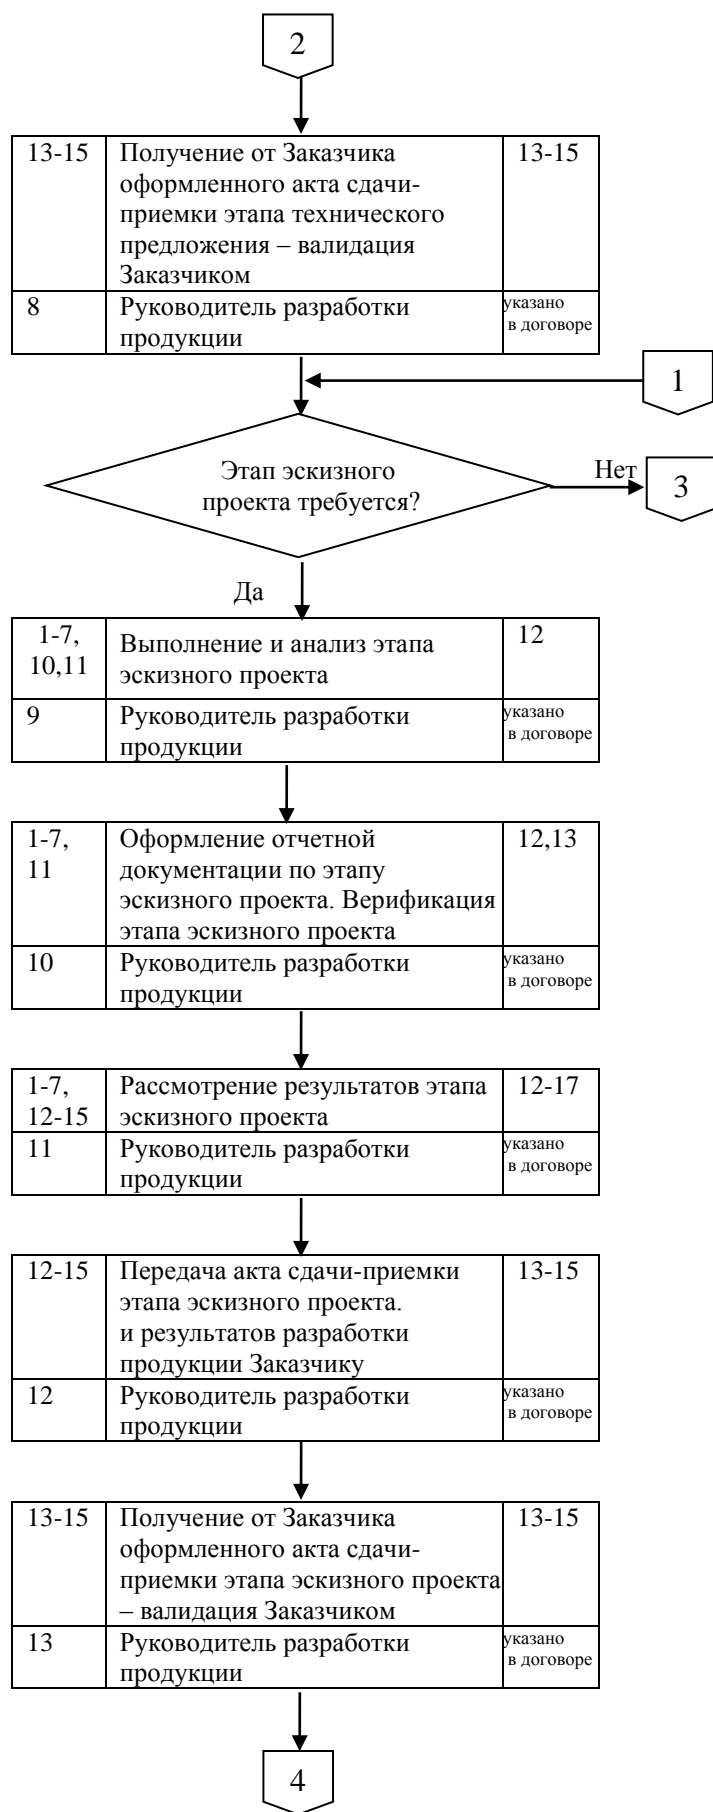 2
13-15 Получение от Заказчика 13-15
оформленного акта сдачи-
приемки этапа технического
предложения – валидация
Заказчиком
8 Руководитель разработки указано
продукции в договоре
1
Этап эскизного Нет
проекта требуется? 3
Да
1-7, Выполнение и анализ этапа 12
10,11 эскизного проекта
9 Руководитель разработки указано
продукции в договоре
1-7, Оформление отчетной 12,13
11 документации по этапу
эскизного проекта. Верификация
этапа эскизного проекта
10 Руководитель разработки указано
продукции в договоре
1-7, Рассмотрение результатов этапа 12-17
12-15 эскизного проекта
11 Руководитель разработки указано
продукции в договоре
12-15 Передача акта сдачи-приемки 13-15
этапа эскизного проекта.
и результатов разработки
продукции Заказчику
12 Руководитель разработки указано
продукции в договоре
13-15 Получение от Заказчика 13-15
оформленного акта сдачи-
приемки этапа эскизного проекта
– валидация Заказчиком
13 Руководитель разработки указано
продукции в договоре
4